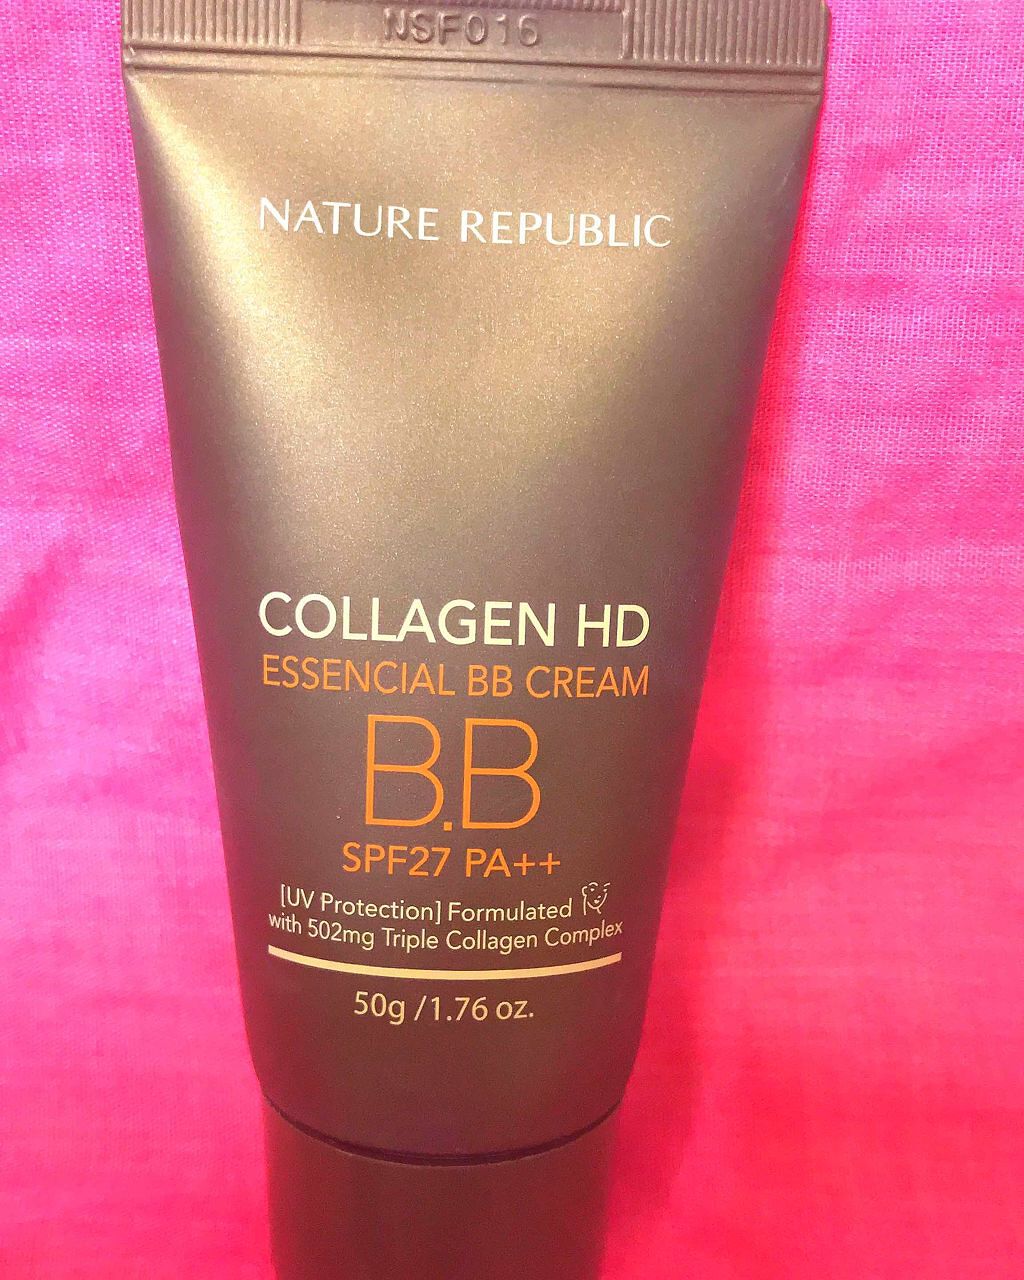 NSF016
NATURE REPUBLIC
COLLAGEN HD
ESSENCIAL BB CREAM
B.B
SPF27 PA++
[UV Protection] Formulated
with 502mg Triple Collagen Complex
50g /1.76 oz.